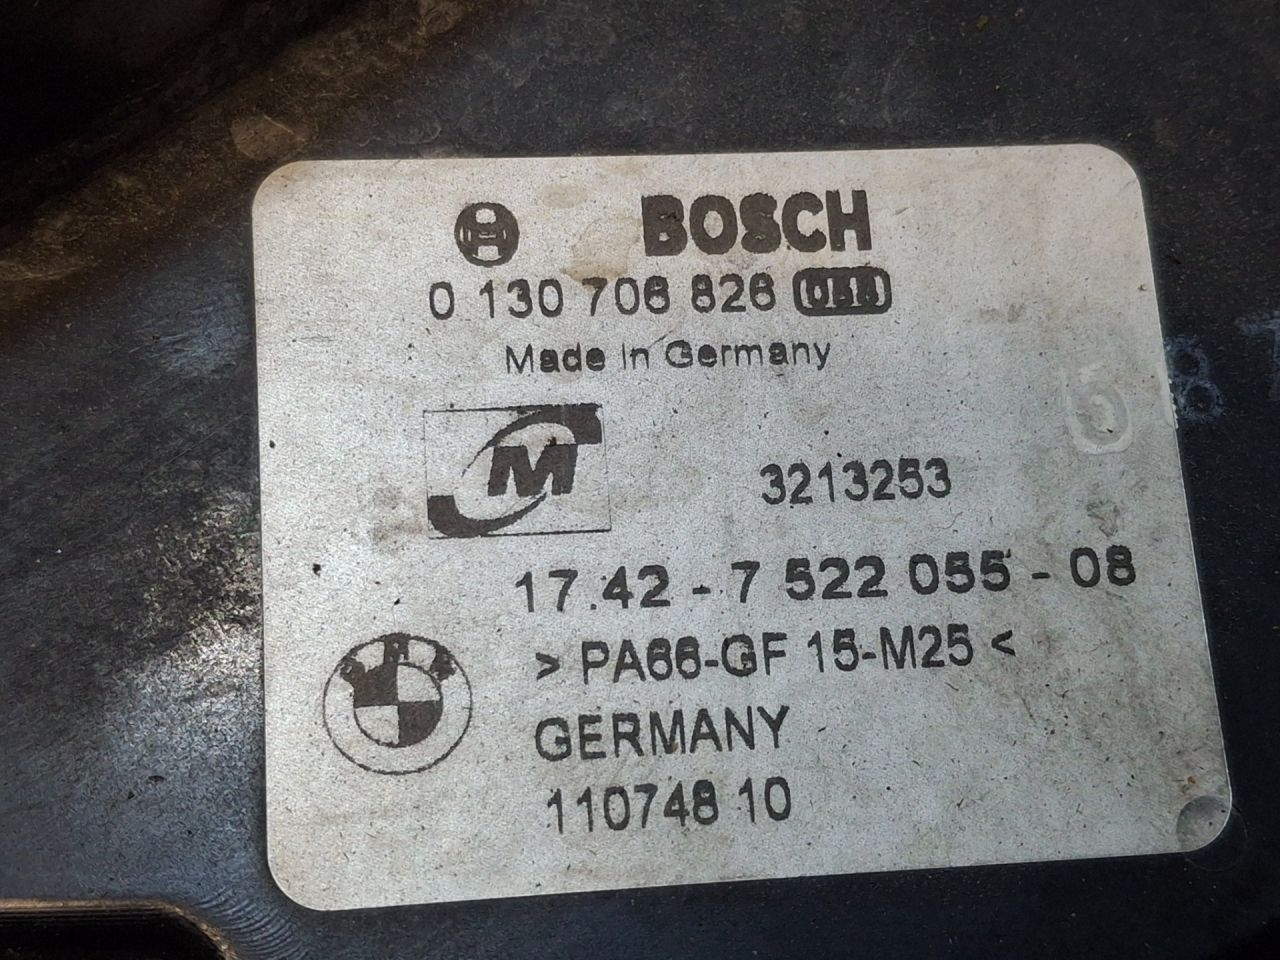 BOSCH
0 130 706 826
Made in Germany
M
3213253
17.42 - 7 522 055 - 08
> PA66-GF 15-M25 <
GERMANY
110748 10